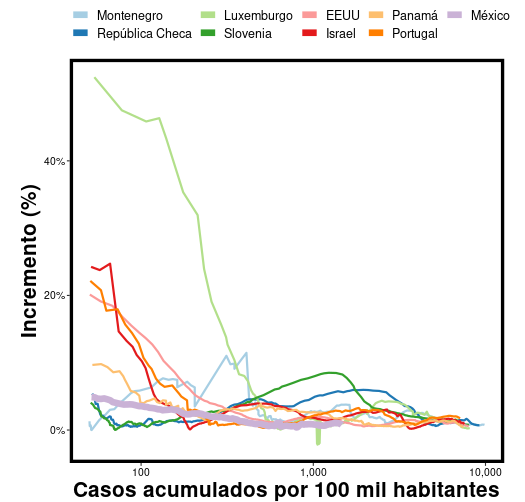 Montenegro Luxemburgo EEUU Panamá México
República Checa Eslovenia Israel Portugal
Incremento (%)
40%
20%
0%
100 1,000 10,000
Casos acumulados por 100 mil habitantes